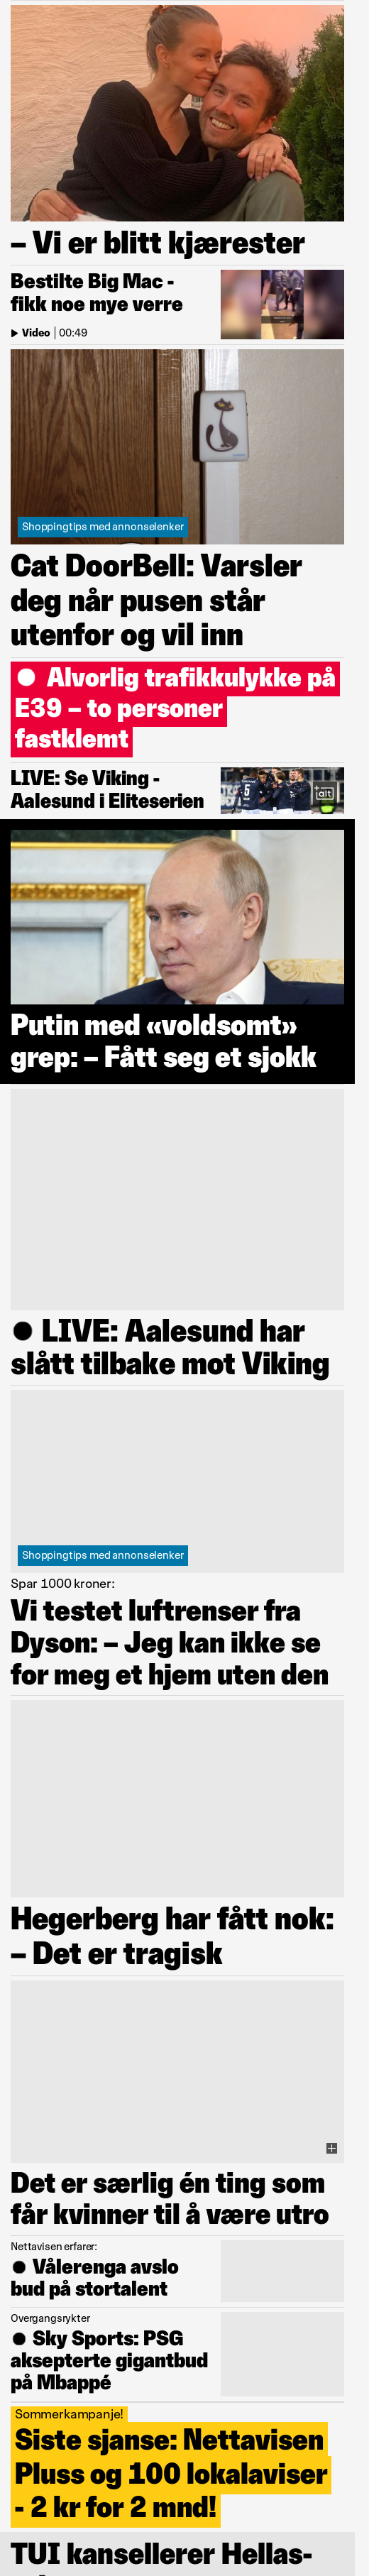 – Vi er blitt kjærester
Bestilte Big Mac -
fikk noe mye verre
Video | 00:49
Shoppingtips med annonselenker
Cat DoorBell: Varsler
deg når pusen står
utenfor og vil inn
Alvorlig trafikkulykke på
E39 – to personer
fastklemt
LIVE: Se Viking -
Aalesund i Eliteserien
alt
Putin med «voldsomt»
grep: – Fått seg et sjokk
LIVE: Aalesund har
slått tilbake mot Viking
Shoppingtips med annonselenker
Spar 1000 kroner:
Vi testet luftrenser fra
Dyson: – Jeg kan ikke se
for meg et hjem uten den
Hegerberg har fått nok:
– Det er tragisk
Det er særlig én ting som
får kvinner til å være utro
Nettavisen erfarer:
Vålerenga avslo
bud på stortalent
Overgangsrykter
Sky Sports: PSG
aksepterte gigantbud
på Mbappé
Sommerkampanje!
Siste sjanse: Nettavisen
Pluss og 100 lokalaviser
- 2 kr for 2 mnd!
TUI kansellerer Hellas-